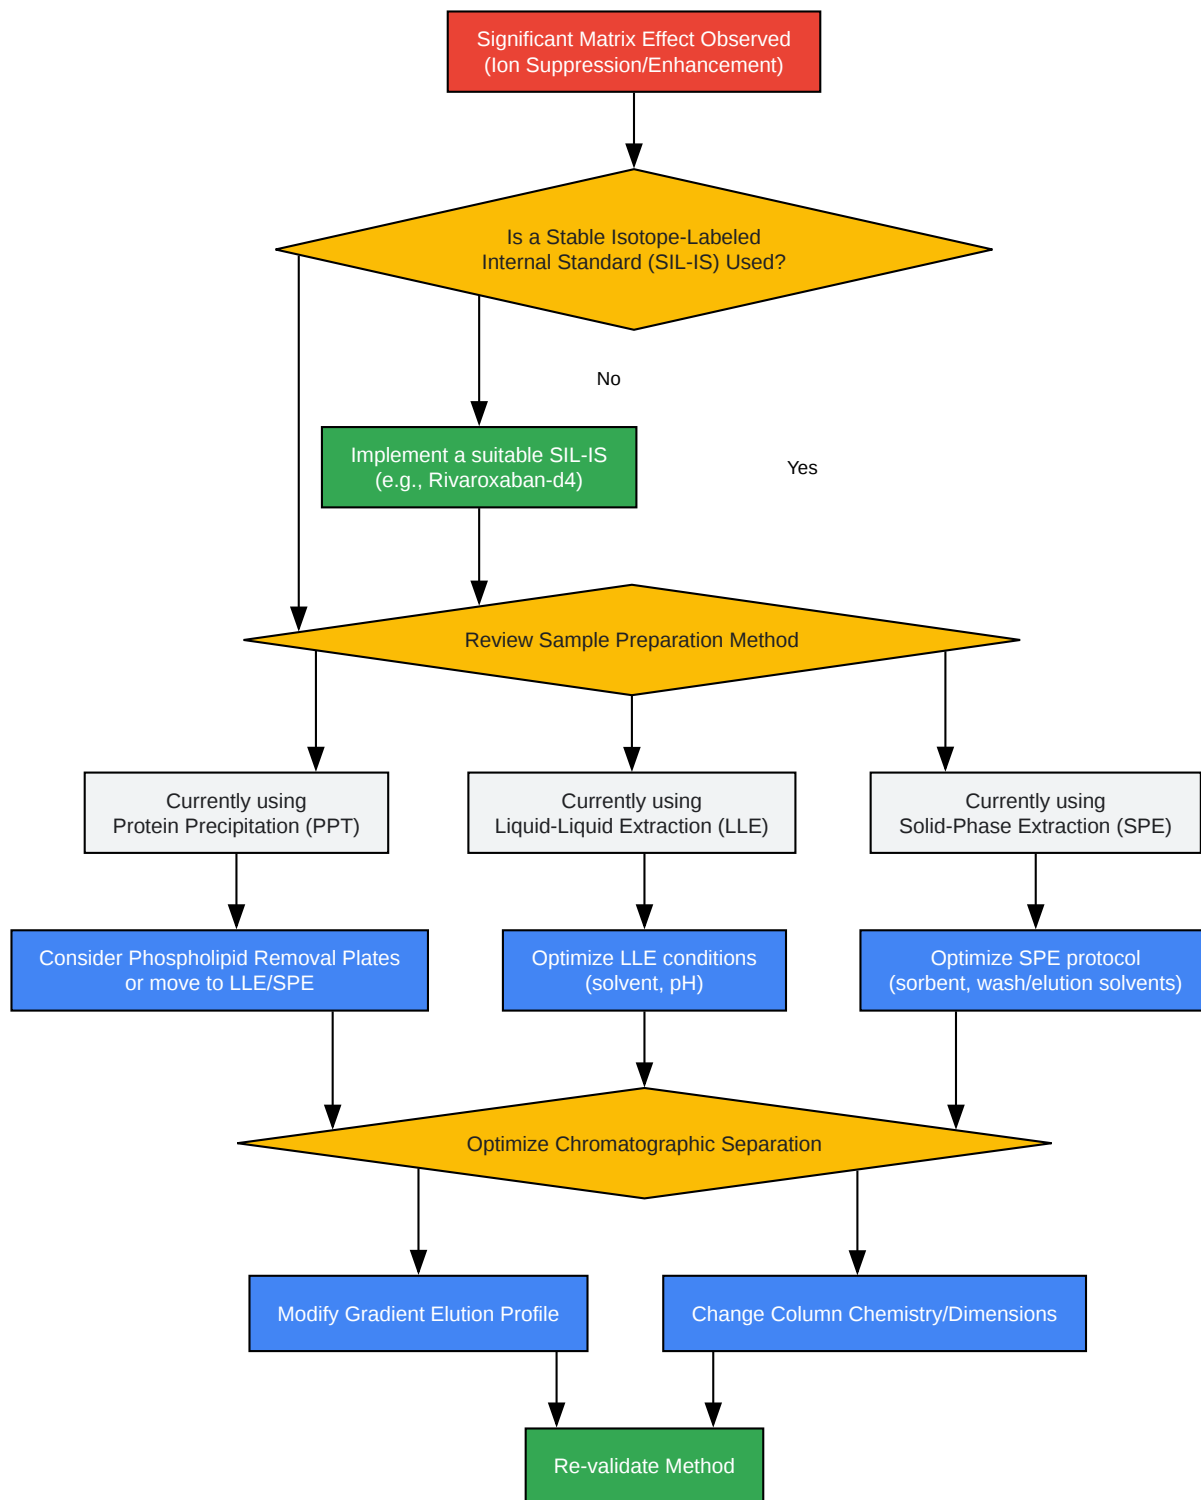 Significant Matrix Effect Observed
(Ion Suppression/Enhancement)
Is a Stable Isotope-Labeled
Internal Standard (SIL-IS) Used?
No
Implement a suitable SIL-IS
(e.g., Rivaroxaban-d4)
Yes
Review Sample Preparation Method
Currently using
Protein Precipitation (PPT)
Currently using
Liquid-Liquid Extraction (LLE)
Currently using
Solid-Phase Extraction (SPE)
Consider Phospholipid Removal Plates
or move to LLE/SPE
Optimize LLE conditions
(solvent, pH)
Optimize SPE protocol
(sorbent, wash/elution solvents)
Optimize Chromatographic Separation
Modify Gradient Elution Profile
Change Column Chemistry/Dimensions
Re-validate Method